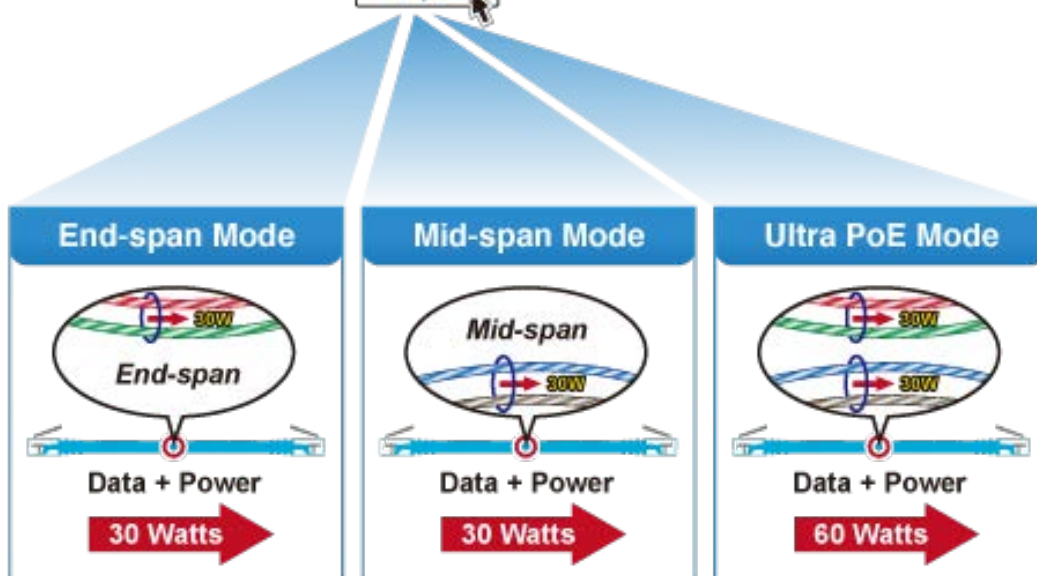 End-span Mode
30W
End-span
Data + Power
30 Watts
Mid-span Mode
Mid-span
30W
Data + Power
30 Watts
Ultra PoE Mode
30W
30W
Data + Power
60 Watts